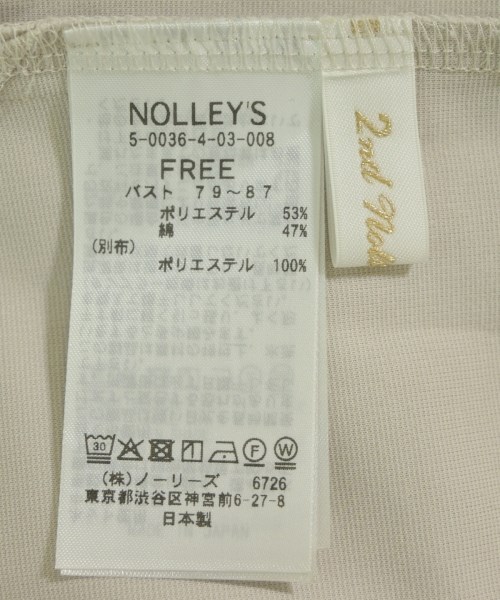 NOLLEY'S
5-0036-4-03-008
FREE
バスト 79～87
ポリエステル 53%
綿 47%
(別布)
ポリエステル 100%
30
F W
(株)ノーリーズ 6726
東京都渋谷区神宮前6-27-8
日本製
2nd